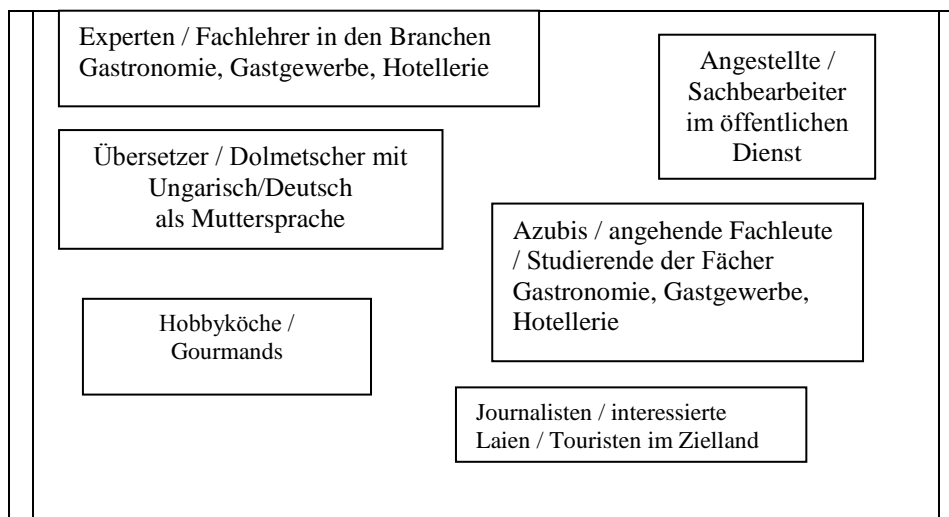 Experten / Fachlehrer in den Branchen
Gastronomie, Gastgewerbe, Hotellerie
Angestellte /
Sachbearbeiter
im öffentlichen
Dienst
Übersetzer / Dolmetscher mit
Ungarisch/Deutsch
als Muttersprache
Azubis / angehende Fachleute
/ Studierende der Fächer
Gastronomie, Gastgewerbe,
Hotellerie
Hobbyköche /
Gourmands
Journalisten / interessierte
Laien / Touristen im Zielland